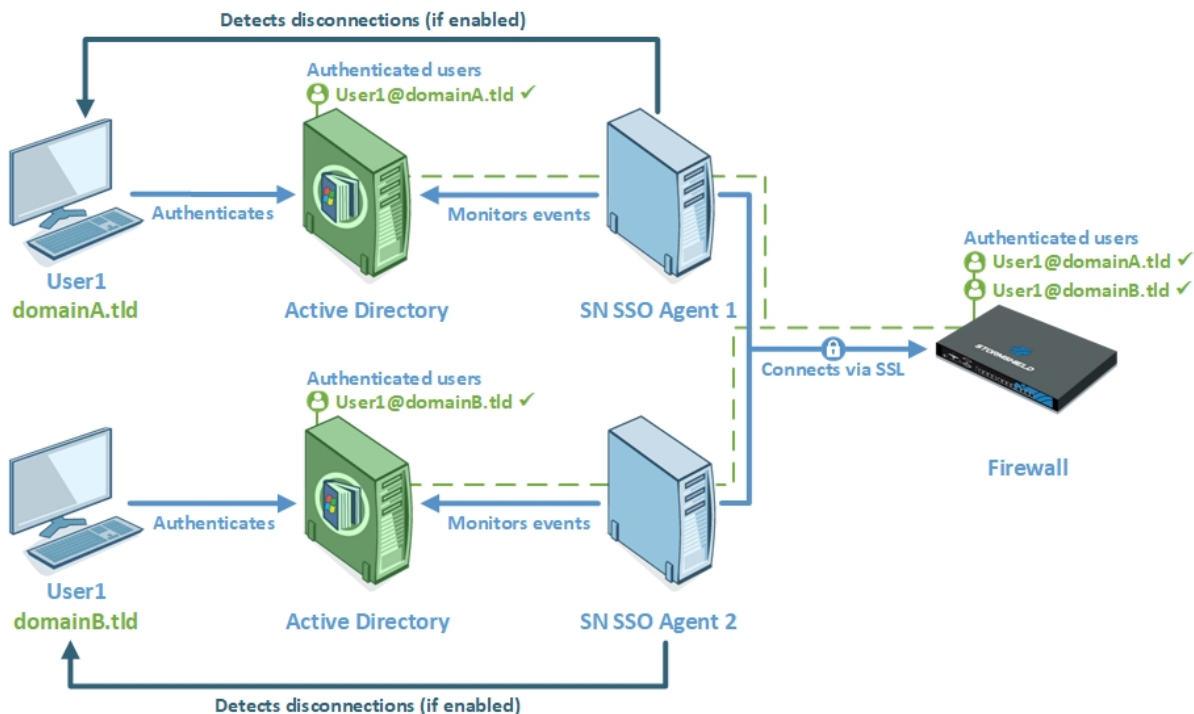 Detects disconnections (if enabled)
Authenticated users
User1@domainA.tld ✓
Authenticates
Monitors events
User1
domainA.tld
Active Directory
SN SSO Agent 1
Authenticated users
User1@domainA.tld ✓
User1@domainB.tld ✓
STORMSHIELD
Connects via SSL
Firewall
Authenticated users
User1@domainB.tld ✓
Authenticates
Monitors events
User1
domainB.tld
Active Directory
SN SSO Agent 2
Detects disconnections (if enabled)